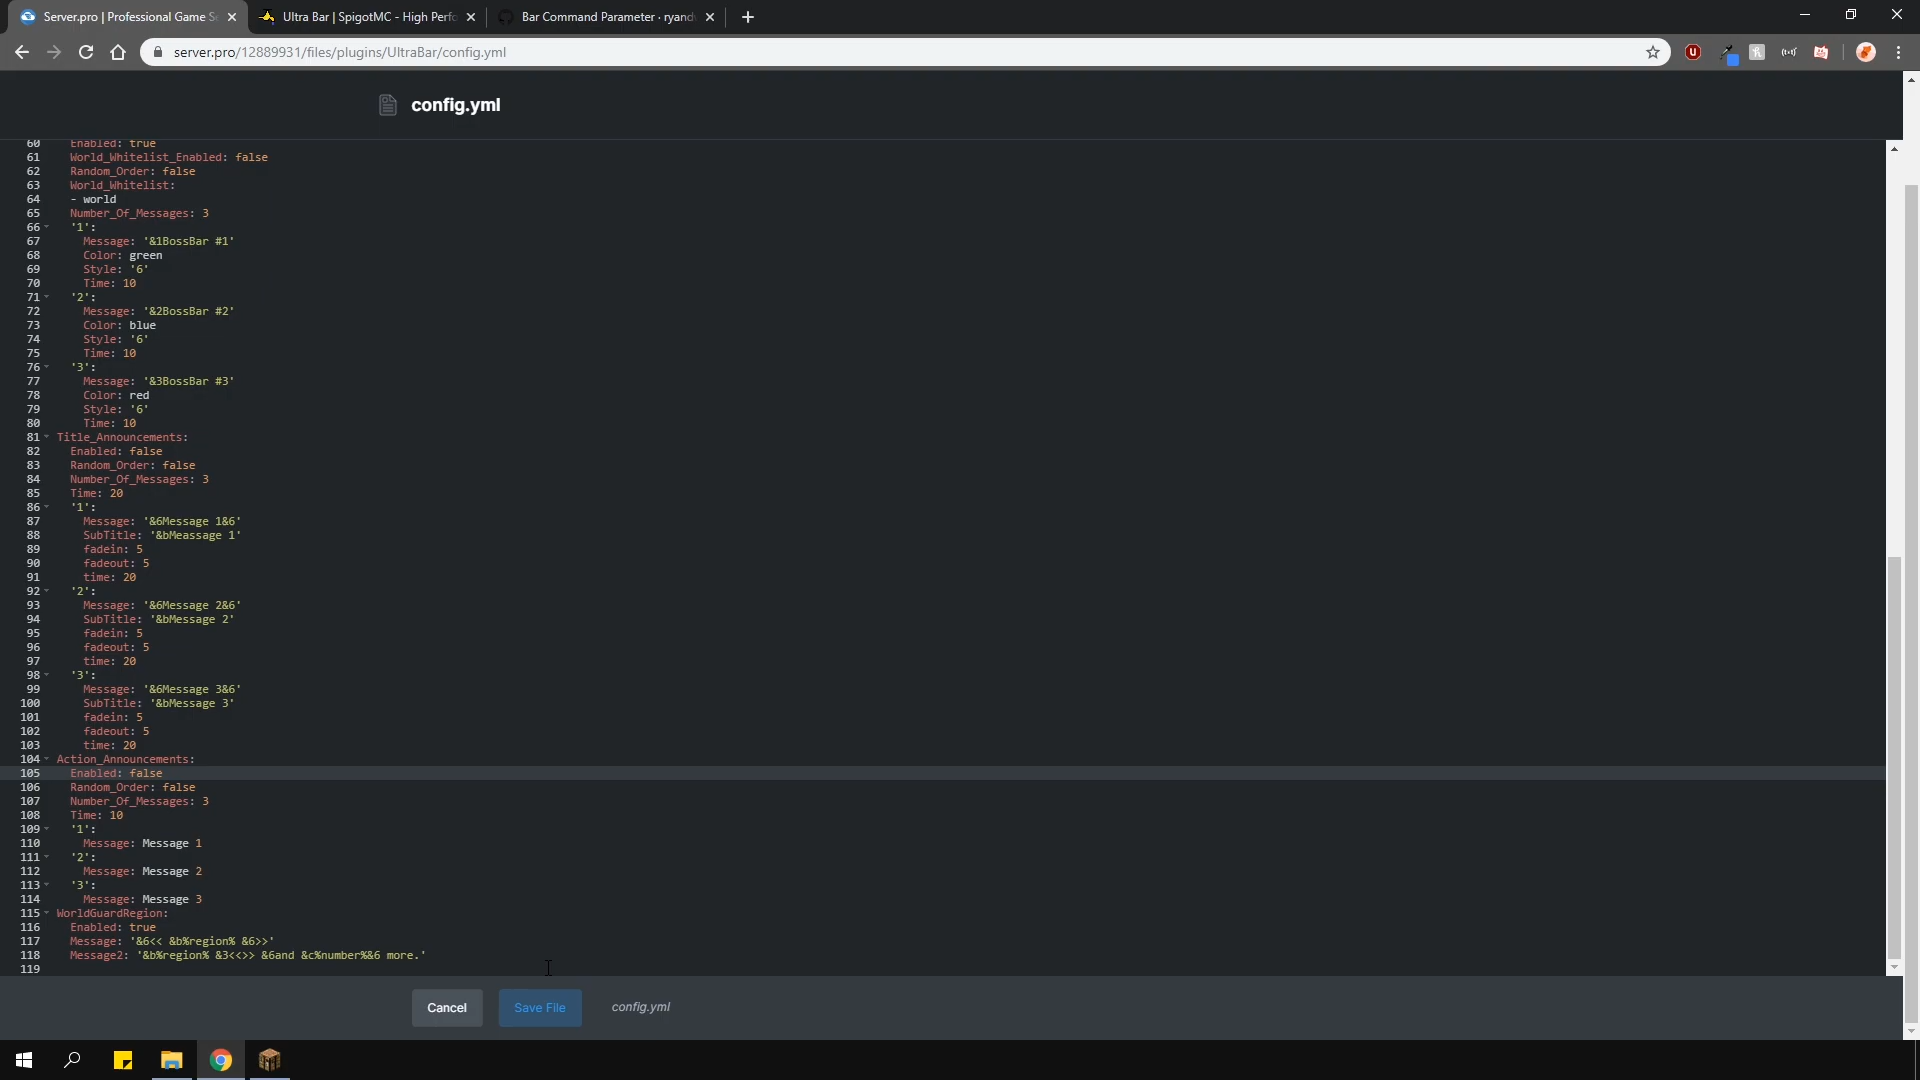 Server.pro | Professional Game S
Ultra Bar | SpigotMC - High Perfo
Bar Command Parameter · ryand
server.pro/12889931/files/plugins/UltraBar/config.yml
config.yml
60 Enabled: true
61 World_Whitelist_Enabled: false
62 Random_Order: false
63 World_Whitelist:
64 - world
65 Number_Of_Messages: 3
66 '1':
67 Message: '&1BossBar #1'
68 Color: green
69 Style: '6'
70 Time: 10
71 '2':
72 Message: '&2BossBar #2'
73 Color: blue
74 Style: '6'
75 Time: 10
76 '3':
77 Message: '&3BossBar #3'
78 Color: red
79 Style: '6'
80 Time: 10
81 Title_Announcements:
82 Enabled: false
83 Random_Order: false
84 Number_Of_Messages: 3
85 Time: 20
86 '1':
87 Message: '&6Message 1&6'
88 SubTitle: '&bMeassage 1'
89 fadein: 5
90 fadeout: 5
91 time: 20
92 '2':
93 Message: '&6Message 2&6'
94 SubTitle: '&bMessage 2'
95 fadein: 5
96 fadeout: 5
97 time: 20
98 '3':
99 Message: '&6Message 3&6'
100 SubTitle: '&bMessage 3'
101 fadein: 5
102 fadeout: 5
103 time: 20
104 Action_Announcements:
105 Enabled: false
106 Random_Order: false
107 Number_Of_Messages: 3
108 Time: 10
109 '1':
110 Message: Message 1
111 '2':
112 Message: Message 2
113 '3':
114 Message: Message 3
115 WorldGuardRegion:
116 Enabled: true
117 Message: '&6<< &b%region% &6>>'
118 Message2: '&b%region% &3<<>> &6and &c%number%&6 more.'
119
Cancel
Save File
config.yml